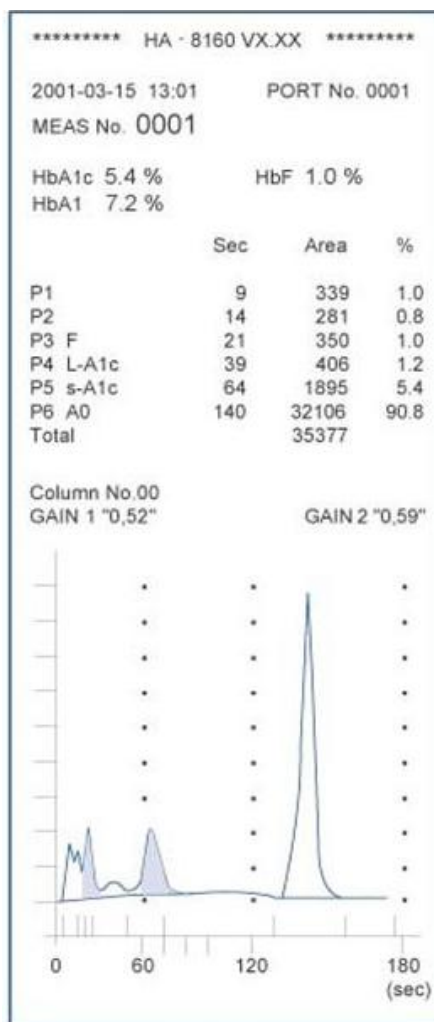 ********* HA - 8160 VX.XX *********
2001-03-15 13:01 PORT No. 0001
MEAS No. 0001
HbA1c 5.4 % HbF 1.0 %
HbA1 7.2 %
Sec Area %
P1 9 339 1.0
P2 14 281 0.8
P3 F 21 350 1.0
P4 L-A1c 39 406 1.2
P5 s-A1c 64 1895 5.4
P6 A0 140 32106 90.8
Total 35377
Column No.00
GAIN 1 "0,52" GAIN 2 "0,59"
0 60 120 180
(sec)